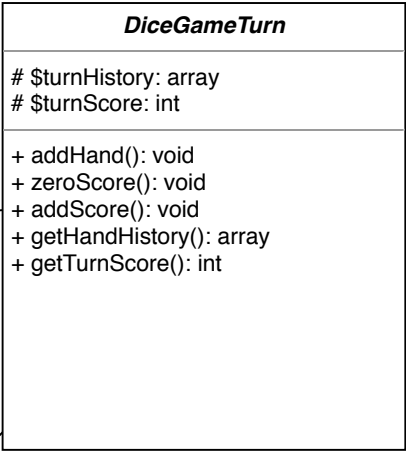 DiceGameTurn
# $turnHistory: array
# $turnScore: int
+ addHand(): void
+ zeroScore(): void
+ addScore(): void
+ getHandHistory(): array
+ getTurnScore(): int